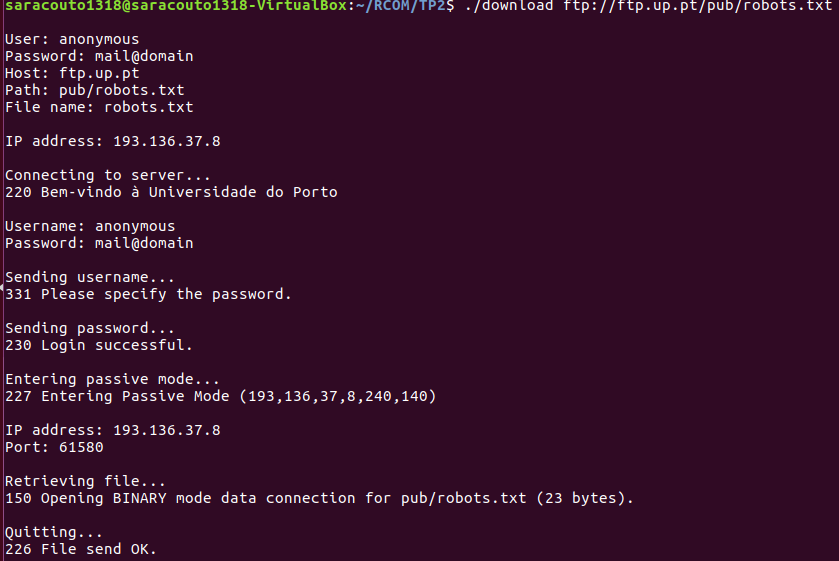 saracouto1318@saracouto1318-VirtualBox:~/RCOM/TP2$ ./download ftp://ftp.up.pt/pub/robots.txt
User: anonymous
Password: mail@domain
Host: ftp.up.pt
Path: pub/robots.txt
File name: robots.txt
IP address: 193.136.37.8
Connecting to server...
220 Bem-vindo à Universidade do Porto
Username: anonymous
Password: mail@domain
Sending username...
331 Please specify the password.
Sending password...
230 Login successful.
Entering passive mode...
227 Entering Passive Mode (193,136,37,8,240,140)
IP address: 193.136.37.8
Port: 61580
Retrieving file...
150 Opening BINARY mode data connection for pub/robots.txt (23 bytes).
Quitting...
226 File send OK.